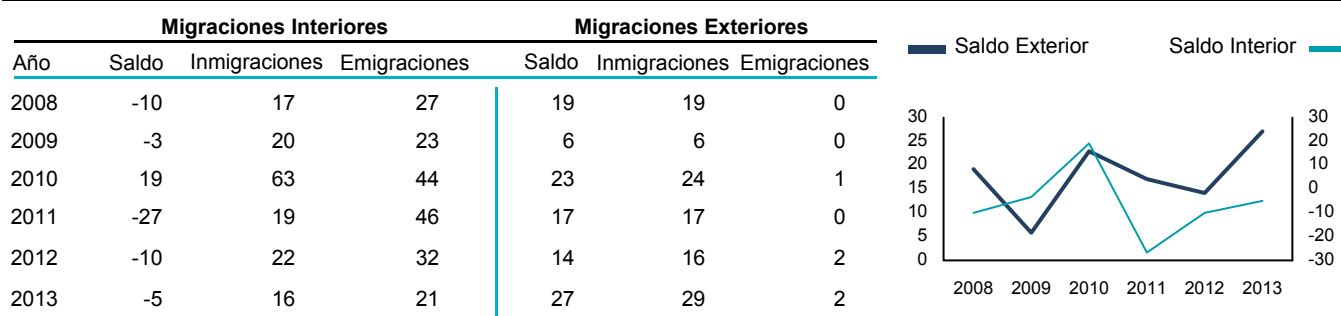 Migraciones Interiores Migraciones Exteriores
Año Saldo Inmigraciones Emigraciones Saldo Inmigraciones Emigraciones
2008 -10 17 27 19 19 0
2009 -3 20 23 6 6 0
2010 19 63 44 23 24 1
2011 -27 19 46 17 17 0
2012 -10 22 32 14 16 2
2013 -5 16 21 27 29 2
Saldo Exterior Saldo Interior
30 30
25 20
20 10
15 0
10 -10
5 -20
0 -30
2008 2009 2010 2011 2012 2013